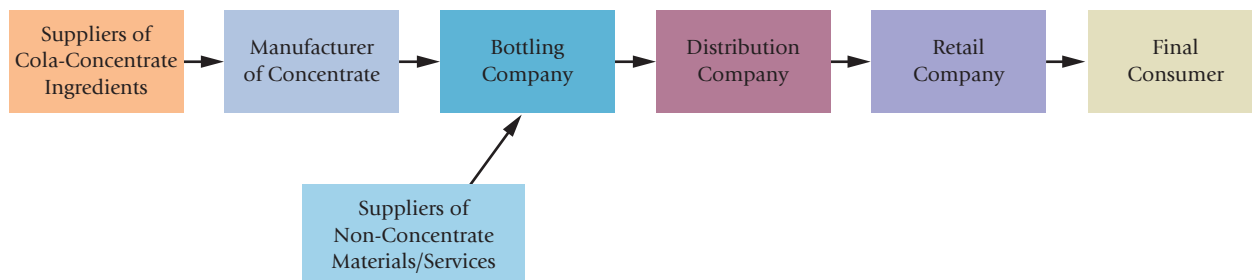 Suppliers of
Cola-Concentrate
Ingredients
Manufacturer
of Concentrate
Bottling
Company
Distribution
Company
Retail
Company
Final
Consumer
Suppliers of
Non-Concentrate
Materials/Services